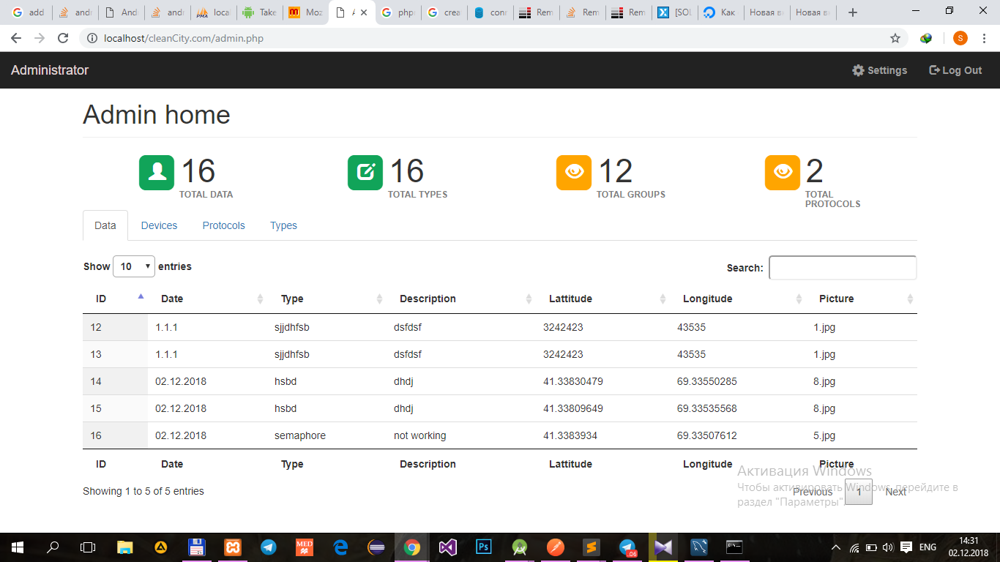 add
andr
And
andr
local
Take
Moz
A
php
crea
conn
Rem
Rem
Rem
[SOL
Как
Новая в
Новая в
localhost/cleanCity.com/admin.php
S
Administrator
Settings
Log Out
Admin home
16
TOTAL DATA
16
TOTAL TYPES
12
TOTAL GROUPS
2
TOTAL
PROTOCOLS
Data Devices Protocols Types
Show 10 entries
Search:
ID Date Type Description Lattitude Longitude Picture
12 1.1.1 sjjdhfsb dsfdsf 3242423 43535 1.jpg
13 1.1.1 sjjdhfsb dsfdsf 3242423 43535 1.jpg
14 02.12.2018 hsbd dhdj 41.33830479 69.33550285 8.jpg
15 02.12.2018 hsbd dhdj 41.33809649 69.33535568 8.jpg
16 02.12.2018 semaphore not working 41.3383934 69.33507612 5.jpg
ID Date Type Description Lattitude Longitude Picture
Showing 1 to 5 of 5 entries
Previous 1 Next
Активация Windows
Чтобы активировать Windows, перейдите в
раздел "Параметры".
MED
Ps
.06
ENG
14:31
02.12.2018